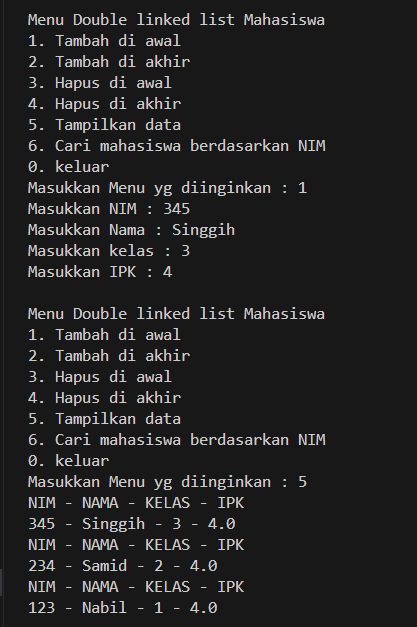 Menu Double linked list Mahasiswa
1. Tambah di awal
2. Tambah di akhir
3. Hapus di awal
4. Hapus di akhir
5. Tampilkan data
6. Cari mahasiswa berdasarkan NIM
0. keluar
Masukkan Menu yg diinginkan : 1
Masukkan NIM : 345
Masukkan Nama : Singgih
Masukkan kelas : 3
Masukkan IPK : 4

Menu Double linked list Mahasiswa
1. Tambah di awal
2. Tambah di akhir
3. Hapus di awal
4. Hapus di akhir
5. Tampilkan data
6. Cari mahasiswa berdasarkan NIM
0. keluar
Masukkan Menu yg diinginkan : 5
NIM - NAMA - KELAS - IPK
345 - Singgih - 3 - 4.0
NIM - NAMA - KELAS - IPK
234 - Samid - 2 - 4.0
NIM - NAMA - KELAS - IPK
123 - Nabil - 1 - 4.0